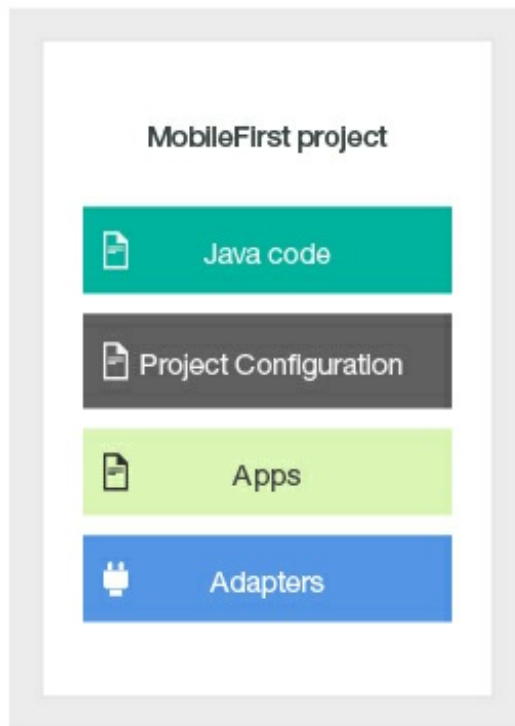 MobileFirst project
Java code
Project Configuration
Apps
Adapters